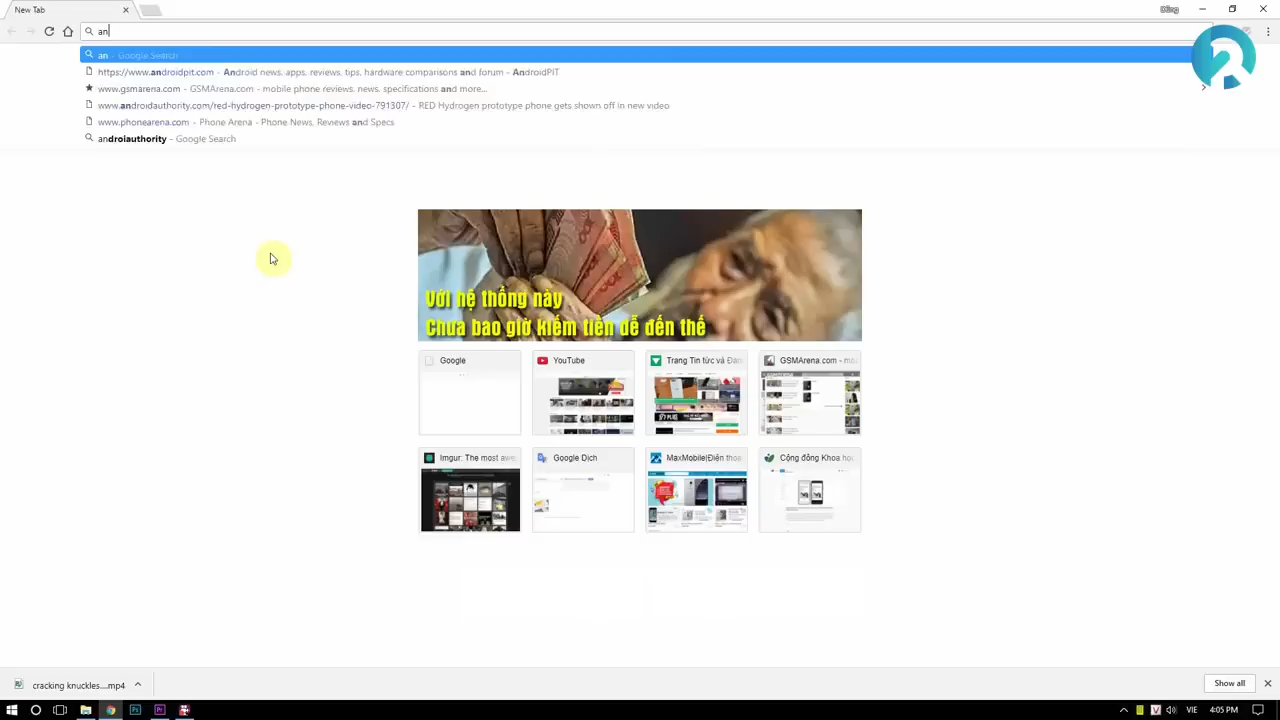 New Tab
Đăng
an
an - Google Search
https://www.androidpit.com - Android news, apps, reviews, tips, hardware comparisons and forum - AndroidPIT
www.gsmarena.com - GSMArena.com - mobile phone reviews, news, specifications and more...
www.androidauthority.com/red-hydrogen-prototype-phone-video-791307/ - RED Hydrogen prototype phone gets shown off in new video
www.phonearena.com - Phone Arena - Phone News, Reviews and Specs
androiauthority - Google Search
Với hệ thống này
Chưa bao giờ kiếm tiền dễ đến thế
Google
YouTube
Trang Tin tức và Đán
GSMArena.com - mo
Imgur: The most awe
Google Dịch
MaxMobile|Điện thoạ
Cộng đồng Khoa họ
cracking knuckles....mp4
Show all
VIE
4:05 PM